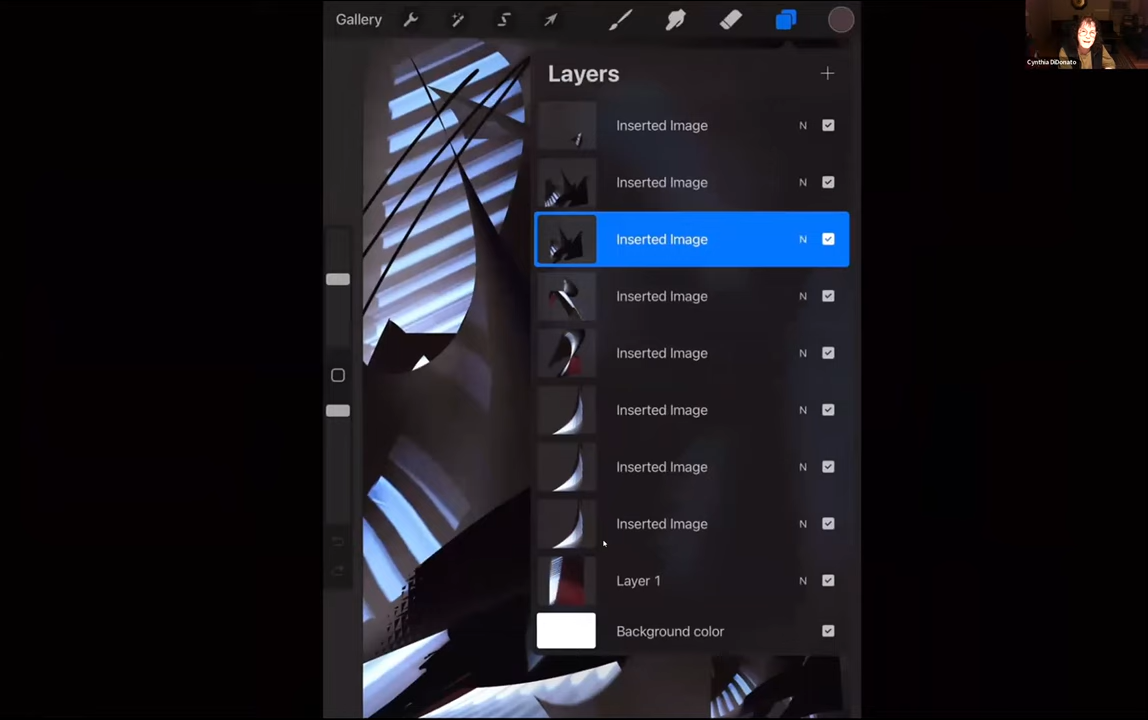 Gallery
Cynthia DiDonato
Layers
Inserted Image N
Inserted Image N
Inserted Image N
Inserted Image N
Inserted Image N
Inserted Image N
Inserted Image N
Inserted Image N
Layer 1 N
Background color